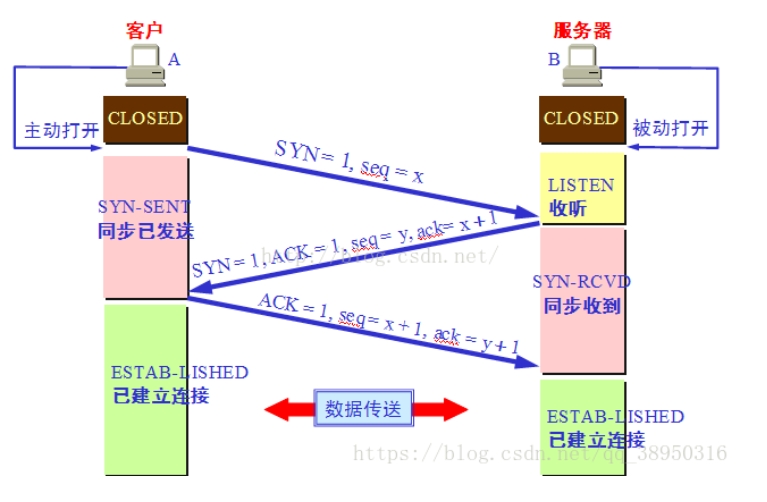 客户
服务器
A
B
CLOSED
CLOSED
主动打开
被动打开
SYN = 1, seq = x
LISTEN
收听
SYN-SENT
同步已发送
SYN = 1, ACK = 1, seq = y, ack= x + 1
http://blog.csdn.net/
SYN-RCVD
同步收到
ACK = 1, seq = x + 1, ack = y + 1
ESTAB-LISHED
已建立连接
数据传送
ESTAB-LISHED
已建立连接
https://blog.csdn.net/qq_38950316